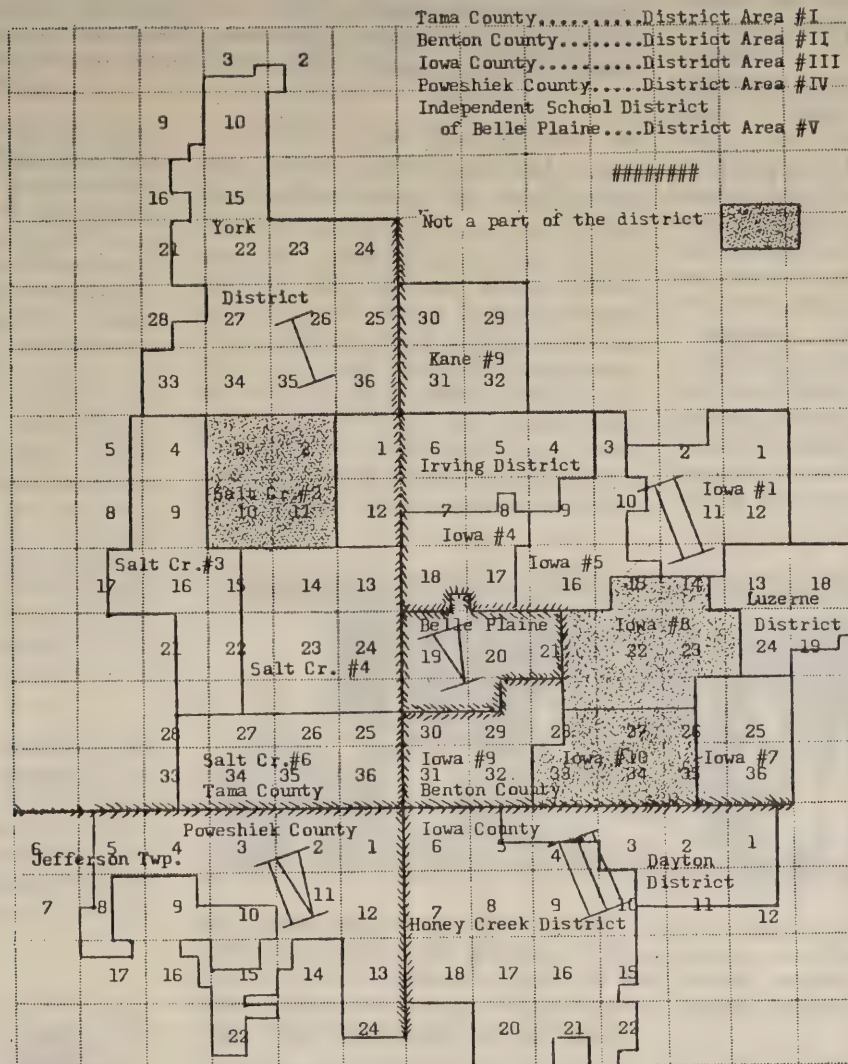 Tama County..........District Area #I
Benton County........District Area #II
Iowa County..........District Area #III
Poweshiek County.....District Area #IV
Independent School District
of Belle Plaine....District Area #V
########
Not a part of the district
3 2
9 10
16 15
York
21 22 23 24
District
28 27 26 25 30 29
Kane #9
33 34 35 36 31 32
5 4 3 2 1 6 5 4 3 2 1
Irving District
Salt Cr.#2 Iowa #1
8 9 10 11 12 7 8 9 10 11 12
Iowa #4
Salt Cr.#3 Iowa #5
17 16 15 14 13 18 17 16 15 14 13 18
Luzerne
Belle Plaine Iowa #8 District
21 22 23 24 19 20 21 22 23 24 19
Salt Cr. #4
28 27 26 25 30 29 28 27 26 25
Salt Cr.#6 Iowa #9 Iowa #10 Iowa #7
33 34 35 36 31 32 33 34 35 36
Tama County Benton County
Poweshiek County Iowa County
6 5 4 3 2 1 6 5 4 3 2 1
Jefferson Twp. Dayton
District
7 8 9 10 11 12 7 8 9 10 11 12
Honey Creek District
17 16 15 14 13 18 17 16 15
22 24 20 21 22